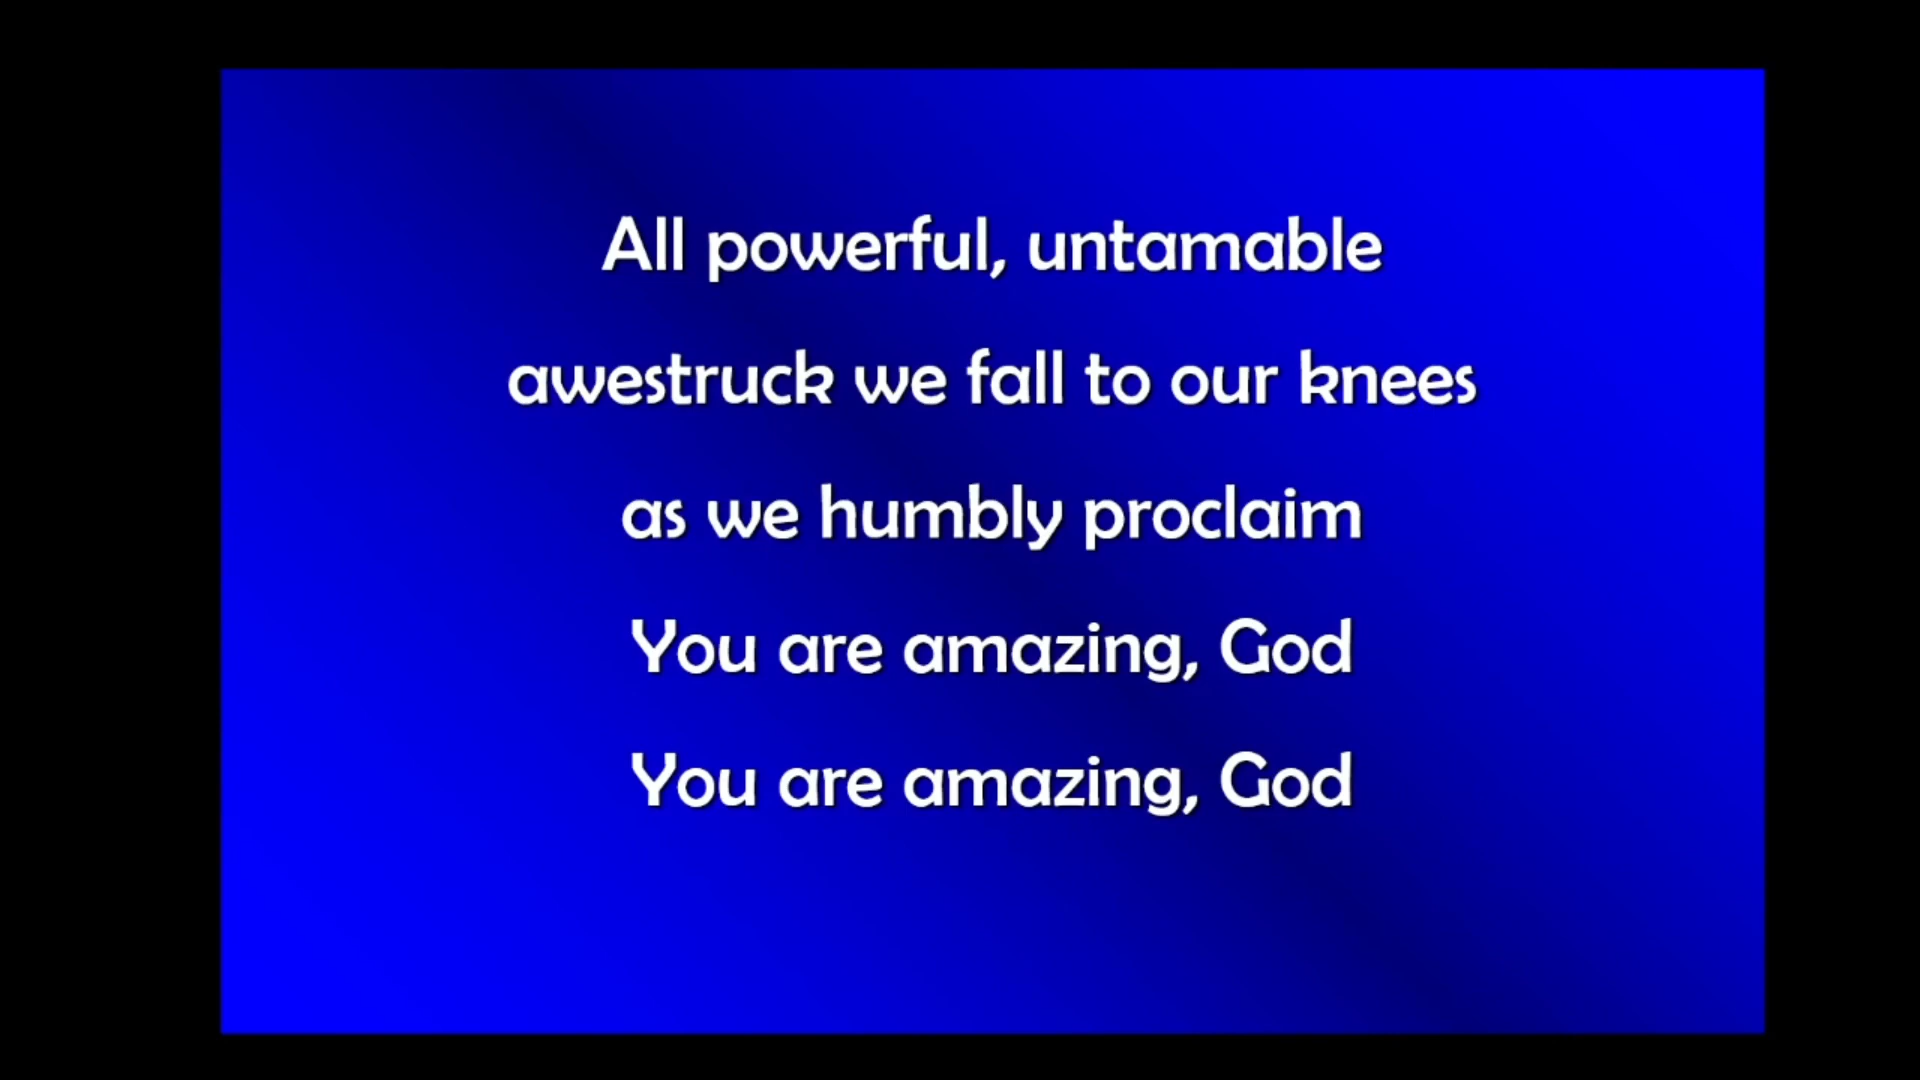 All powerful, untamable
awestruck we fall to our knees
as we humbly proclaim
You are amazing, God
You are amazing, God